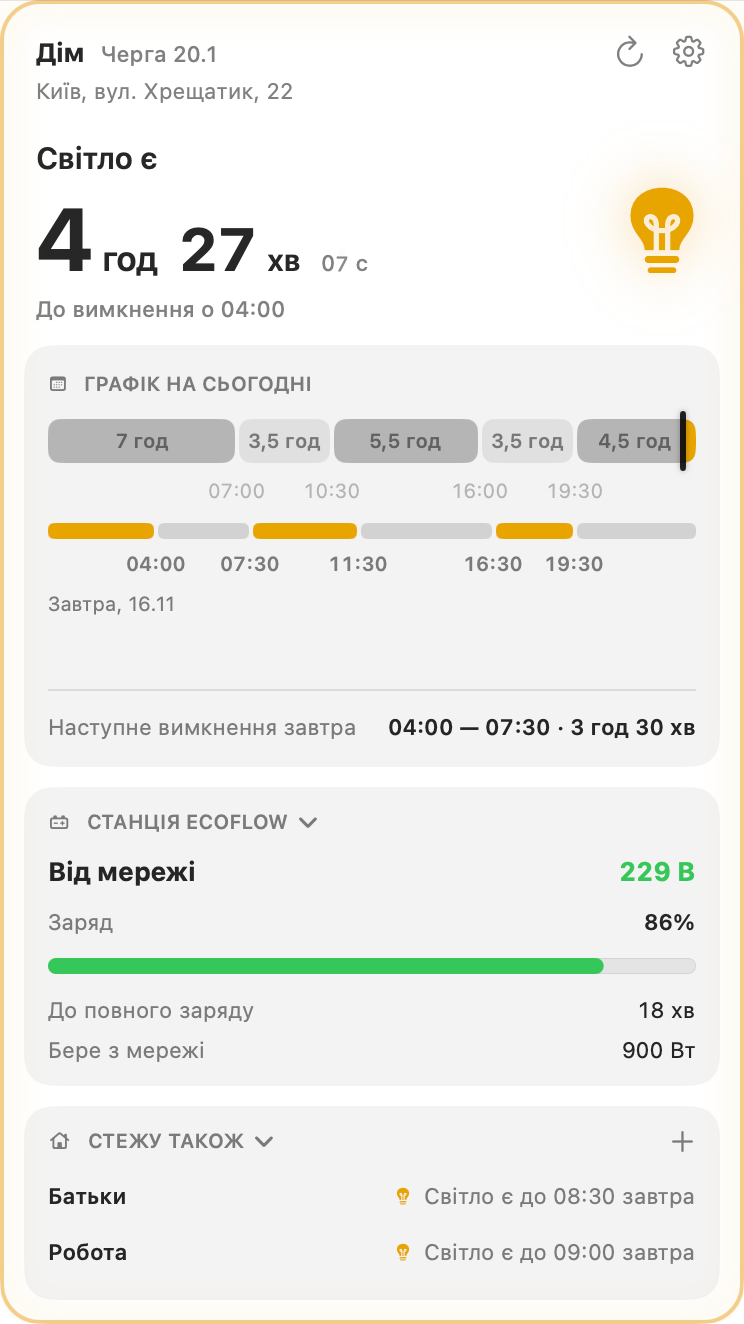 Дім Черга 20.1
Київ, вул. Хрещатик, 22
Світло є
4 год 27 хв 07 с
До вимкнення о 04:00
ГРАФІК НА СЬОГОДНІ
7 год 3,5 год 5,5 год 3,5 год 4,5 год
07:00 10:30 16:00 19:30
04:00 07:30 11:30 16:30 19:30
Завтра, 16.11
Наступне вимкнення завтра 04:00 — 07:30 · 3 год 30 хв
СТАНЦІЯ ECOFLOW
Від мережі 229 В
Заряд 86%
До повного заряду 18 хв
Бере з мережі 900 Вт
СТЕЖУ ТАКОЖ
Батьки Світло є до 08:30 завтра
Робота Світло є до 09:00 завтра